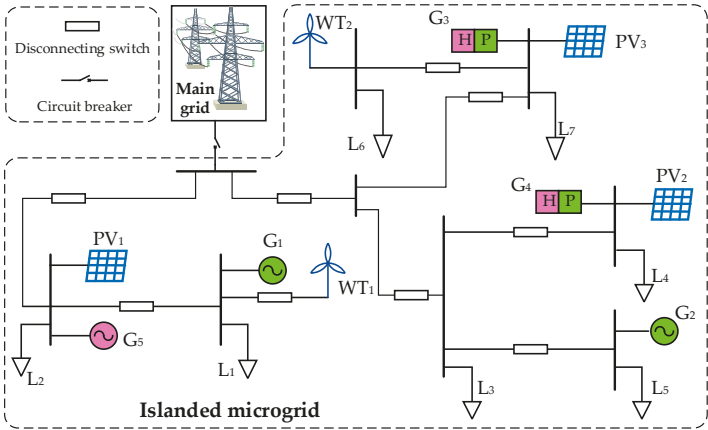 Disconnecting switch
Circuit breaker
Main
grid
WT2
G3
H P
PV3
L6
L7
G4
H P
PV2
L4
PV1
G1
WT1
G5
L2
L1
G2
L3
L5
Islanded microgrid